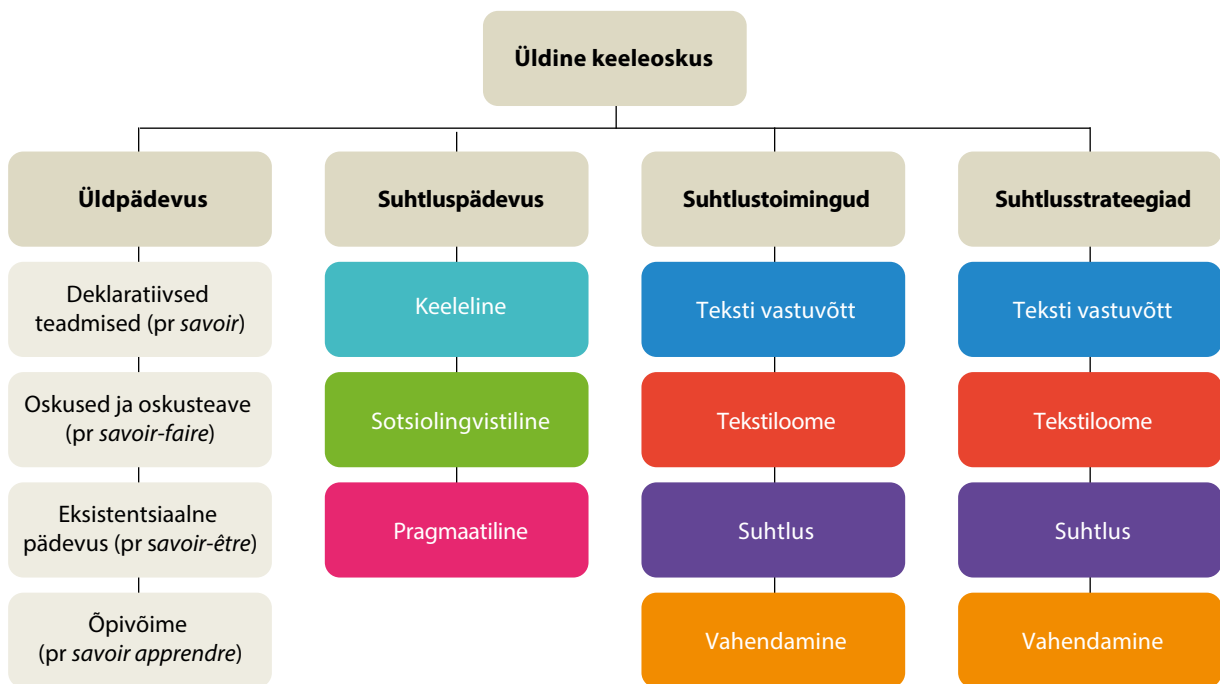 Üldine keeleoskus
Üldpädevus
Suhtluspädevus
Suhtlustoimingud
Suhtlusstrateegiad
Deklaratiivsed
teadmised (pr savoir)
Keeleline
Teksti vastuvõtt
Teksti vastuvõtt
Oskused ja oskusteave
(pr savoir-faire)
Sotsiolingvistiline
Tekstiloome
Tekstiloome
Eksistentsiaalne
pädevus (pr savoir-être)
Pragmaatiline
Suhtlus
Suhtlus
Õpivõime
(pr savoir apprendre)
Vahendamine
Vahendamine